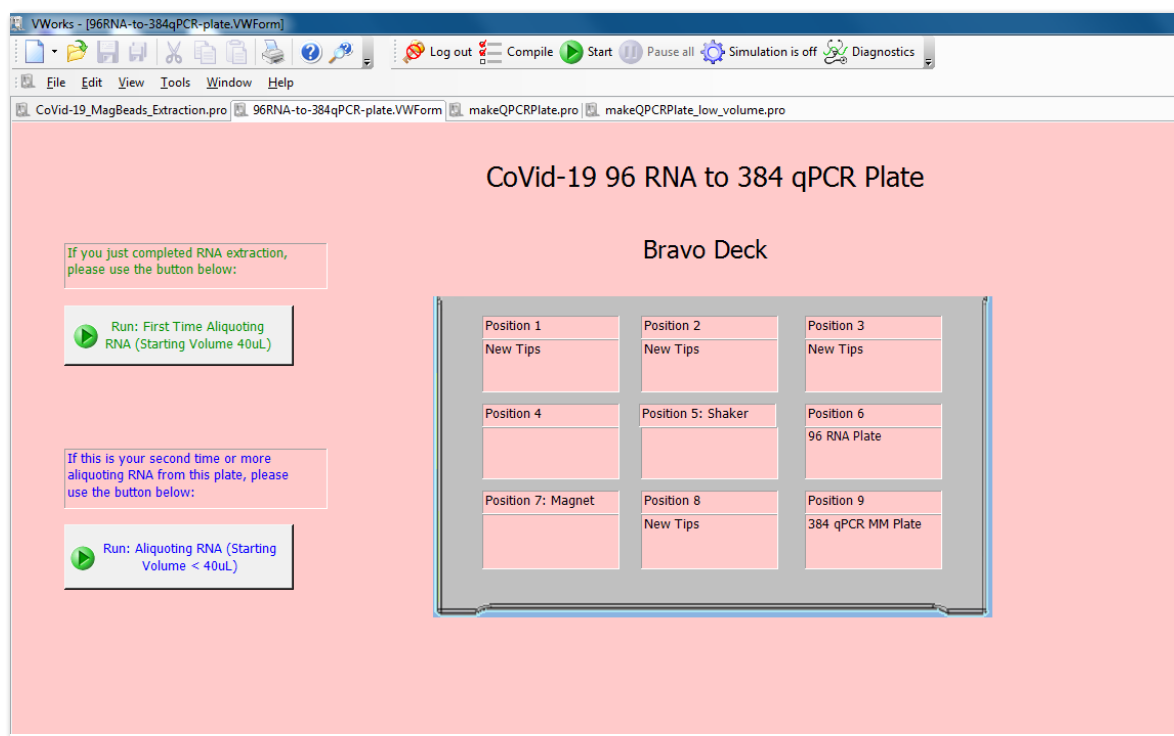 VWorks - [96RNA-to-384qPCR-plate.VWForm]
Log out Compile Start Pause all Simulation is off Diagnostics
File Edit View Tools Window Help
CoVid-19_MagBeads_Extraction.pro 96RNA-to-384qPCR-plate.VWForm makeQPCRPlate.pro makeQPCRPlate_low_volume.pro
CoVid-19 96 RNA to 384 qPCR Plate
If you just completed RNA extraction,
please use the button below:
Run: First Time Aliquoting
RNA (Starting Volume 40uL)
If this is your second time or more
aliquoting RNA from this plate, please
use the button below:
Run: Aliquoting RNA (Starting
Volume < 40uL)
Bravo Deck
Position 1 Position 2 Position 3
New Tips New Tips New Tips
Position 4 Position 5: Shaker Position 6
96 RNA Plate
Position 7: Magnet Position 8 Position 9
New Tips 384 qPCR MM Plate